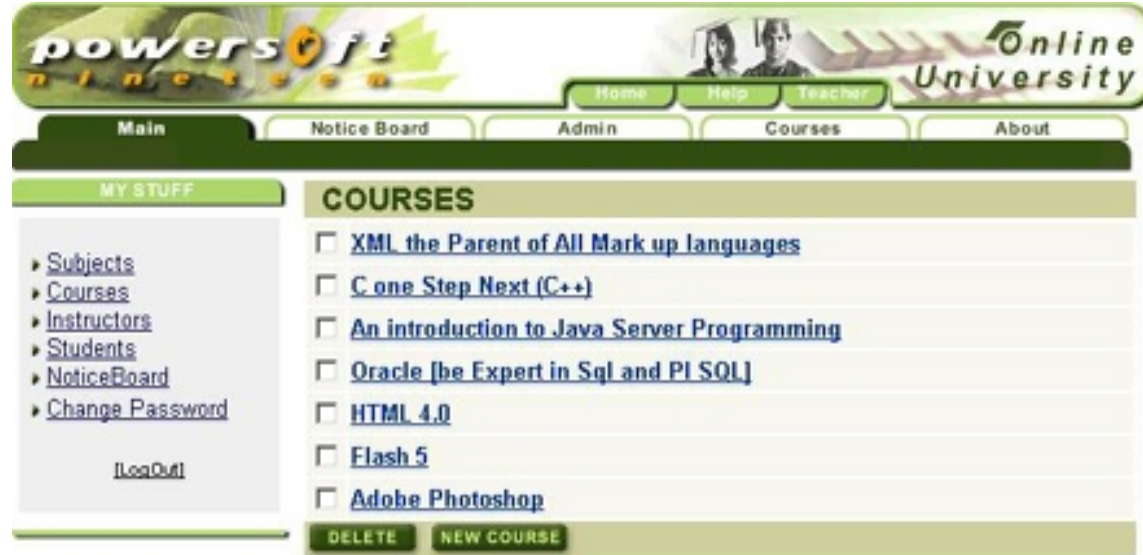 powersoft
nineteen
Online
University
Home Help Teacher
Main Notice Board Admin Courses About
MY STUFF
Subjects
Courses
Instructors
Students
NoticeBoard
Change Password
[LogOut]
COURSES
XML the Parent of All Mark up languages
C one Step Next (C++)
An introduction to Java Server Programming
Oracle [be Expert in Sql and Pl SQL]
HTML 4.0
Flash 5
Adobe Photoshop
DELETE NEW COURSE